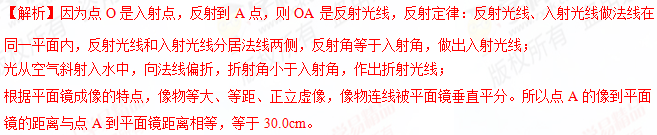 【解析】因为点 O 是入射点，反射到 A 点，则 OA 是反射光线，反射定律：反射光线、入射光线做法线在
同一平面内，反射光线和入射光线分居法线两侧，反射角等于入射角，做出入射光线；
光从空气斜射入水中，向法线偏折，折射角小于入射角，作出折射光线；
根据平面镜成像的特点，像物等大、等距、正立虚像，像物连线被平面镜垂直平分。所以点 A 的像到平面
镜的距离与点 A 到平面镜距离相等，等于 30.0cm。